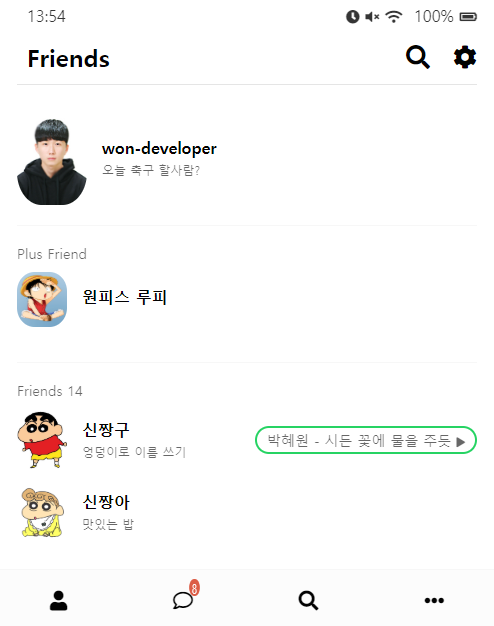 13:54
100%
Friends
won-developer
오늘 축구 할사람?
Plus Friend
원피스 루피
Friends 14
신짱구
엉덩이로 이름 쓰기
박혜원 - 시든 꽃에 물을 주듯
신짱아
맛있는 밥
8